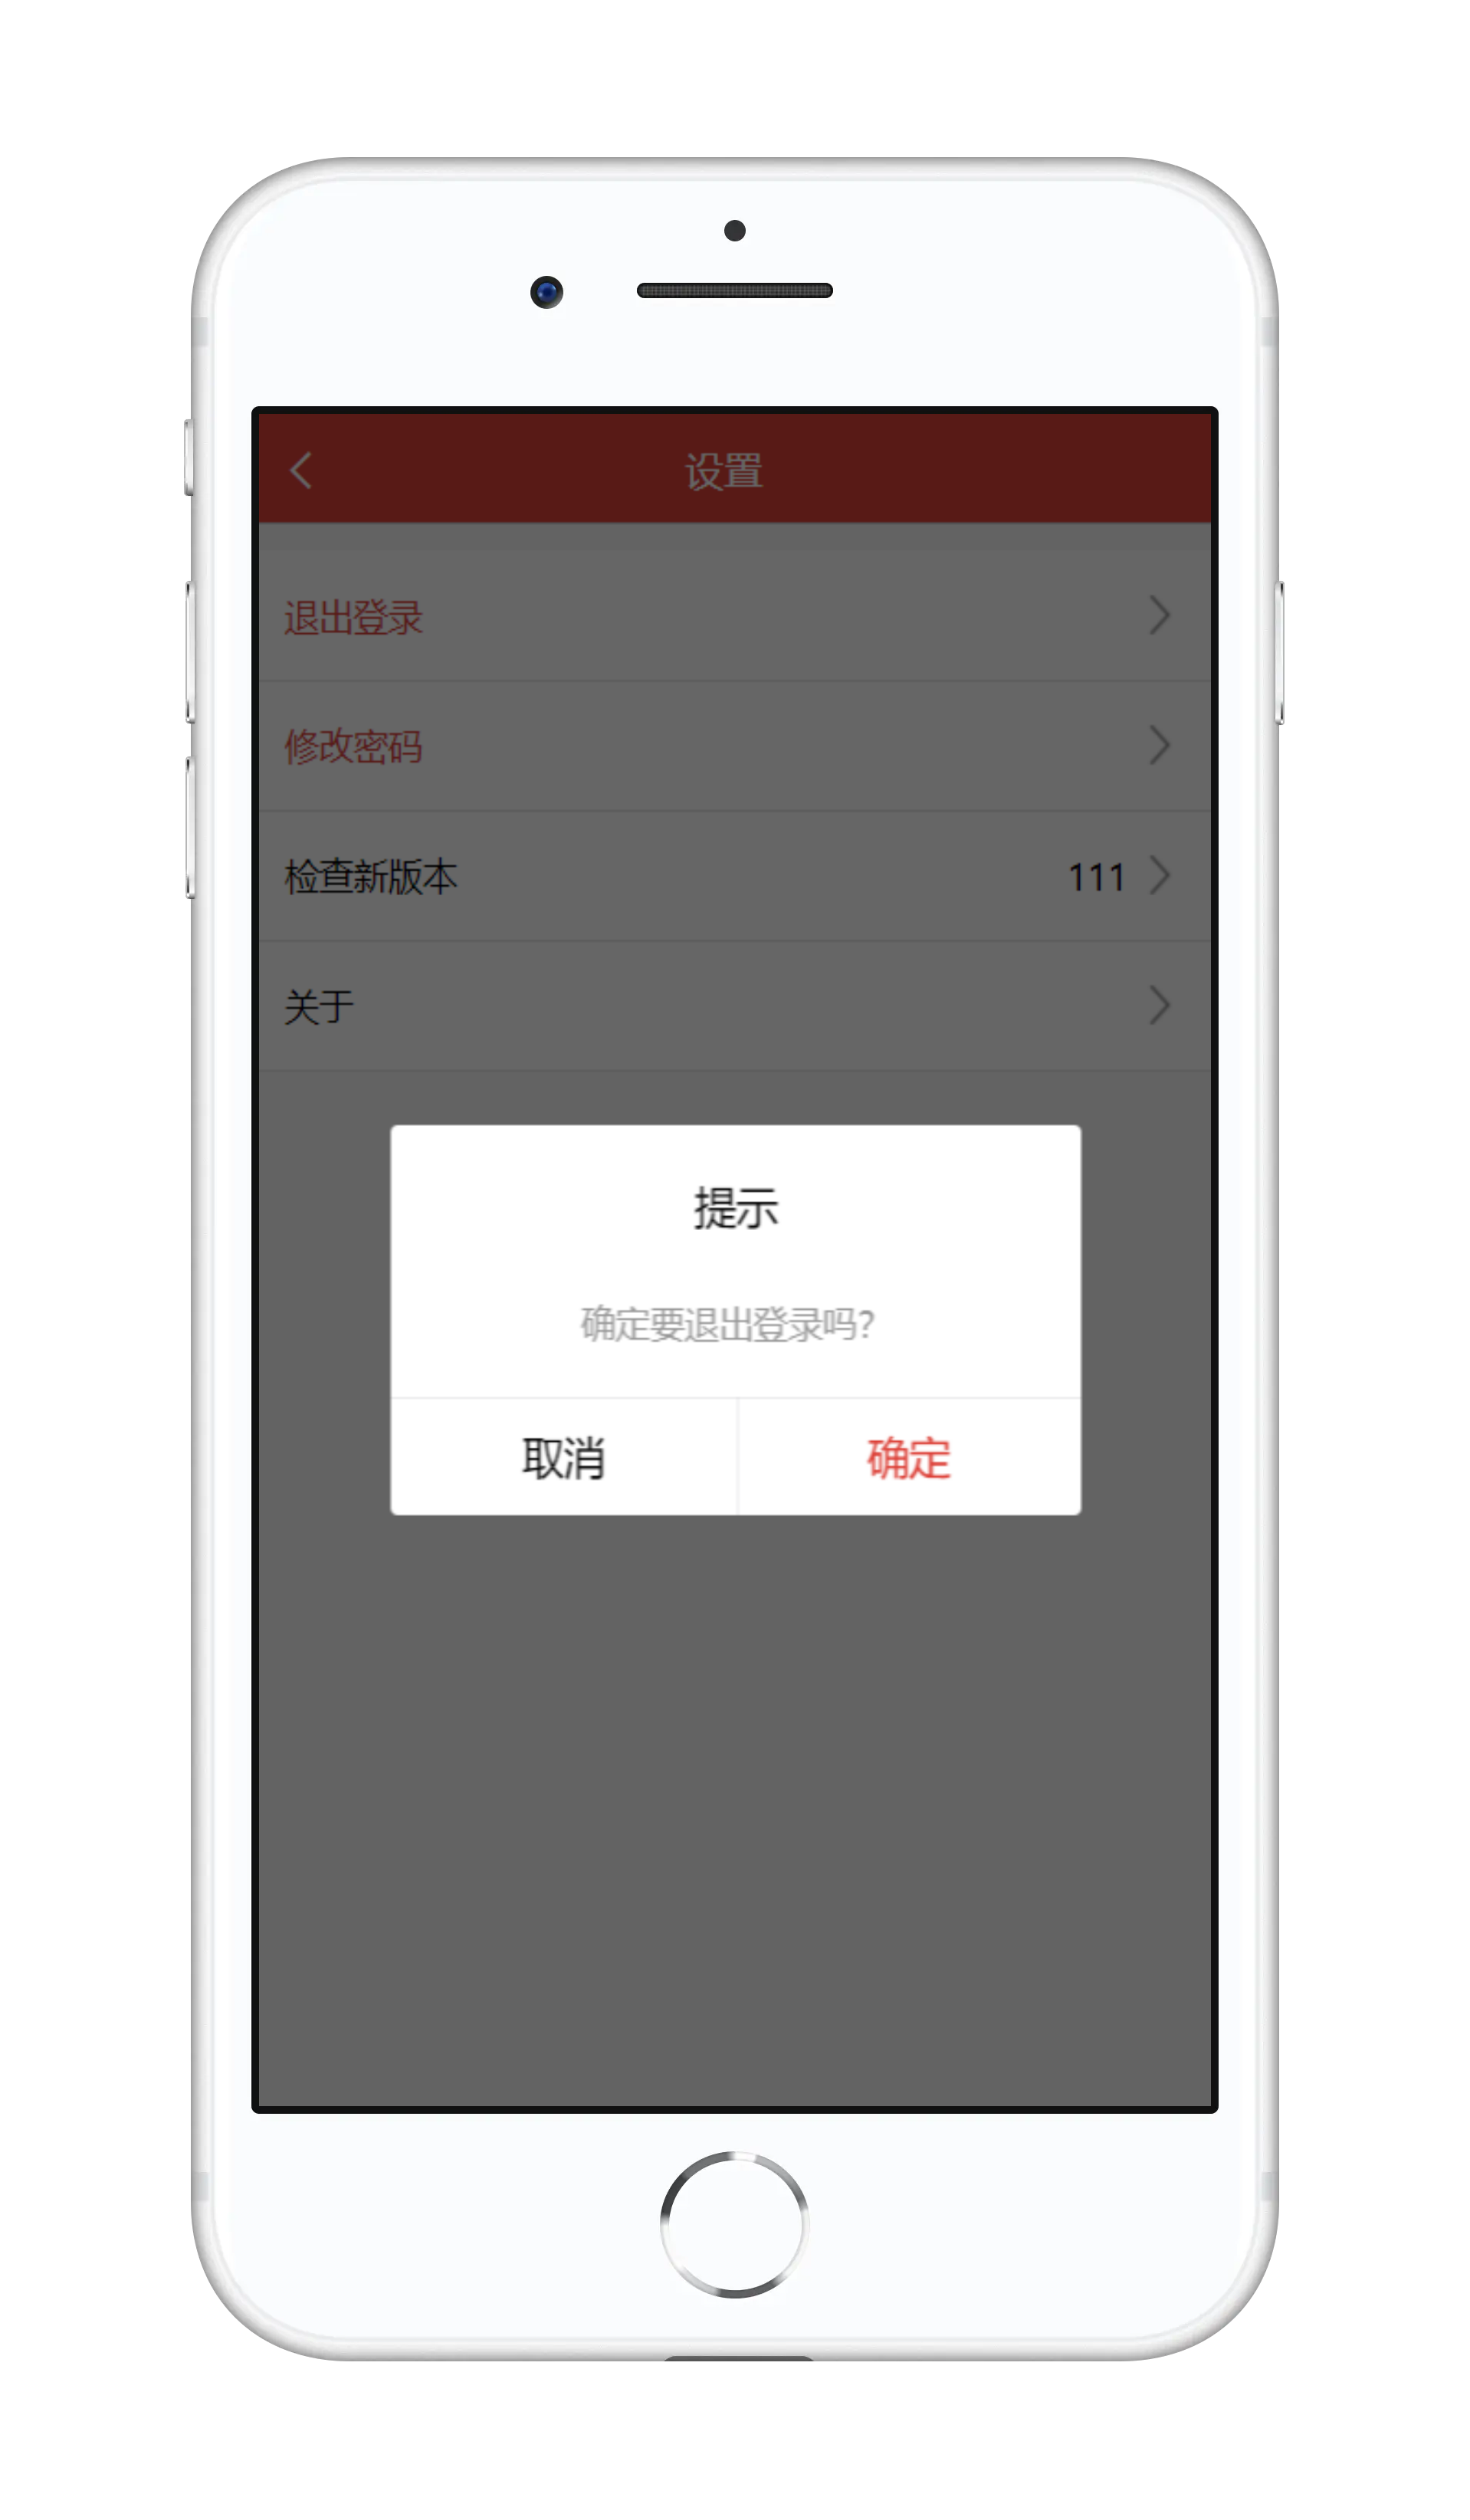 设置
退出登录
修改密码
检查新版本 111
关于
提示
确定要退出登录吗？
取消 确定